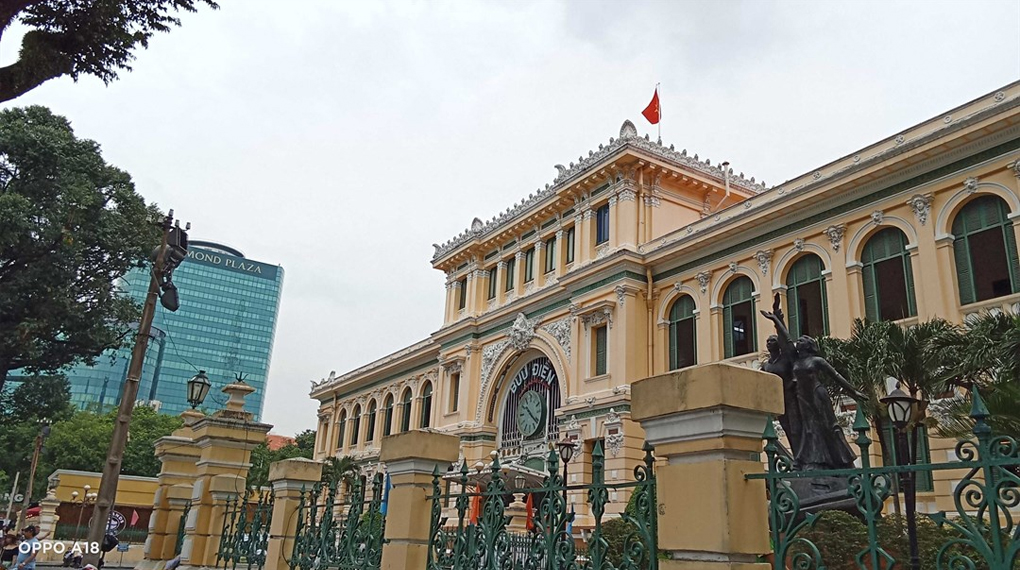 MOND PLAZA
BƯU ĐIỆN
OPPO A18